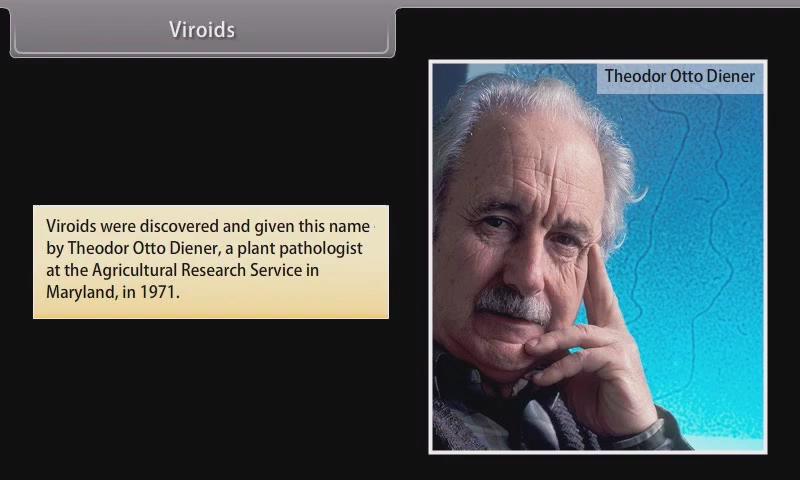 Viroids
Theodor Otto Diener
Viroids were discovered and given this name
by Theodor Otto Diener, a plant pathologist
at the Agricultural Research Service in
Maryland, in 1971.